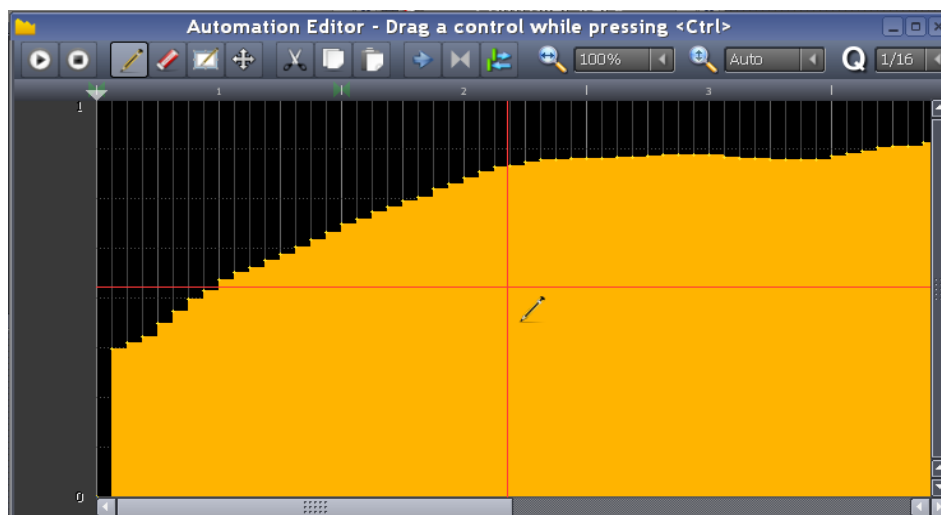 Automation Editor - Drag a control while pressing <Ctrl>
100% Auto Q 1/16
1 2 3
1
0